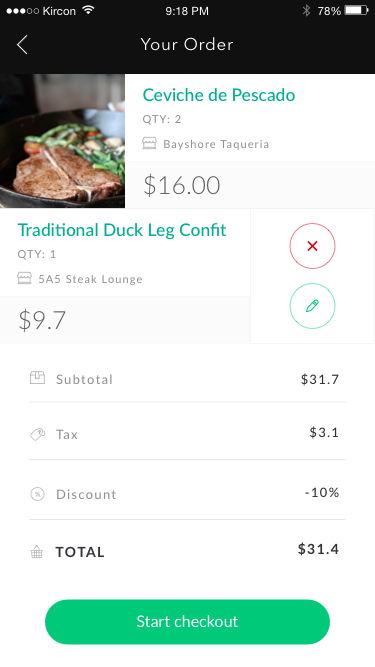 Kircon 9:18 PM 78%
Your Order
Ceviche de Pescado
QTY: 2
Bayshore Taqueria
$16.00
Traditional Duck Leg Confit
QTY: 1
5A5 Steak Lounge
$9.7
Subtotal $31.7
Tax $3.1
Discount -10%
TOTAL $31.4
Start checkout